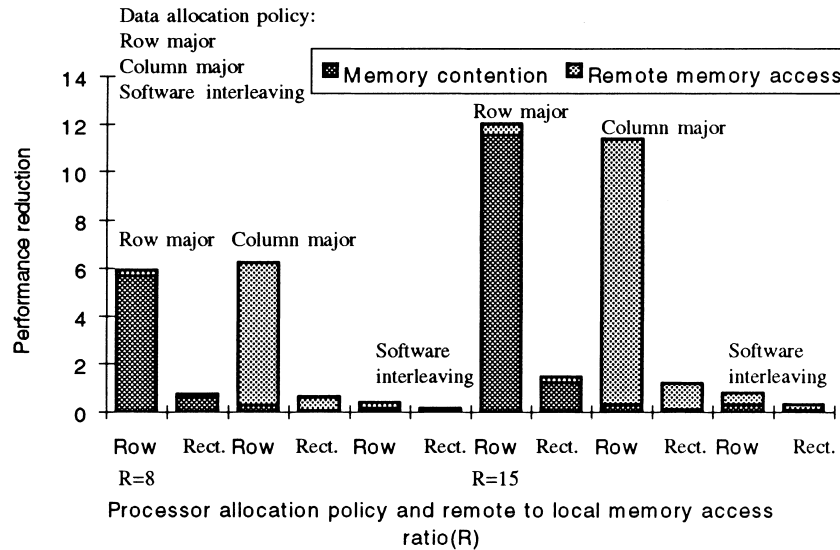 Data allocation policy:
Row major
Column major
Software interleaving
Memory contention
Remote memory access
14
12
10
8
6
4
2
0
Performance reduction
Row major
Column major
Software
interleaving
Row major
Column major
Software
interleaving
Row Rect. Row Rect. Row Rect. Row Rect. Row Rect. Row Rect.
R=8 R=15
Processor allocation policy and remote to local memory access
ratio(R)